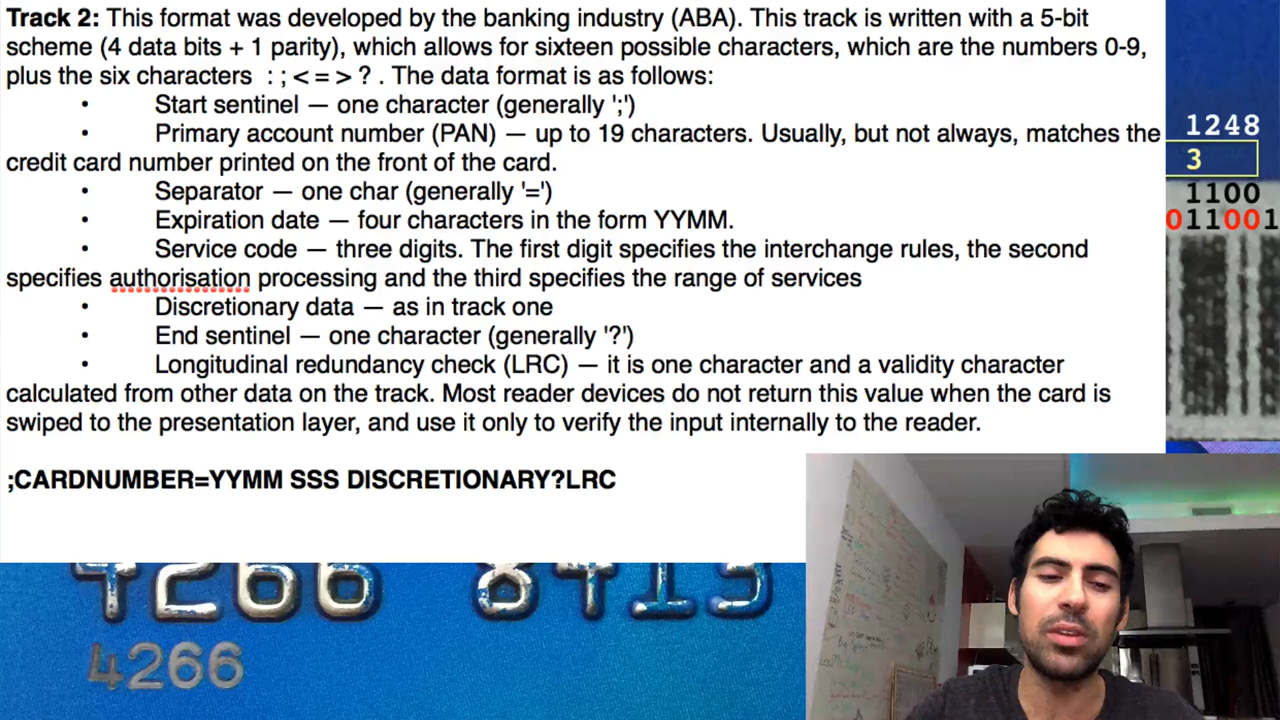 Track 2: This format was developed by the banking industry (ABA). This track is written with a 5-bit
scheme (4 data bits + 1 parity), which allows for sixteen possible characters, which are the numbers 0-9,
plus the six characters  : ; < = > ? . The data format is as follows:
• Start sentinel — one character (generally ';')
• Primary account number (PAN) — up to 19 characters. Usually, but not always, matches the
credit card number printed on the front of the card.
• Separator — one char (generally '=')
• Expiration date — four characters in the form YYMM.
• Service code — three digits. The first digit specifies the interchange rules, the second
specifies authorisation processing and the third specifies the range of services
• Discretionary data — as in track one
• End sentinel — one character (generally '?')
• Longitudinal redundancy check (LRC) — it is one character and a validity character
calculated from other data on the track. Most reader devices do not return this value when the card is
swiped to the presentation layer, and use it only to verify the input internally to the reader.
;CARDNUMBER=YYMM SSS DISCRETIONARY?LRC
1248
3
1100
011001
4266
4266